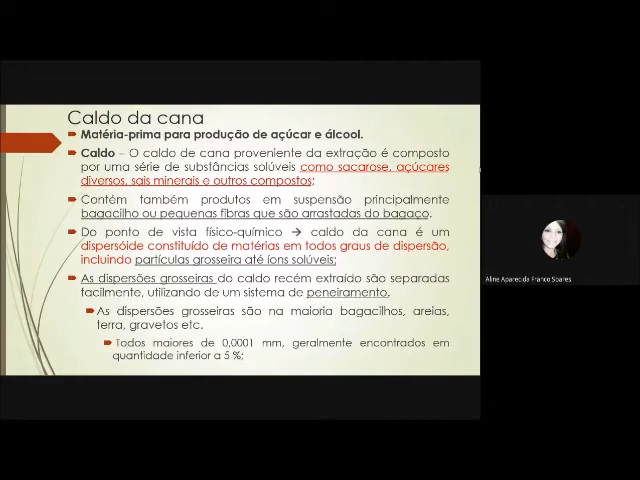 Caldo da cana
Matéria-prima para produção de açúcar e álcool.
Caldo – O caldo de cana proveniente da extração é composto
por uma série de substâncias solúveis como sacarose, açúcares
diversos, sais minerais e outros compostos;
Contém também produtos em suspensão principalmente
bagacilho ou pequenas fibras que são arrastadas do bagaço.
Do ponto de vista físico-químico → caldo da cana é um
dispersóide constituído de matérias em todos graus de dispersão,
incluindo partículas grosseira até íons solúveis;
As dispersões grosseiras do caldo recém extraído são separadas
facilmente, utilizando de um sistema de peneiramento.
As dispersões grosseiras são na maioria bagacilhos, areias,
terra, gravetos etc.
Todos maiores de 0,0001 mm, geralmente encontrados em
quantidade inferior a 5 %;
Aline Aparecida Franco Soares